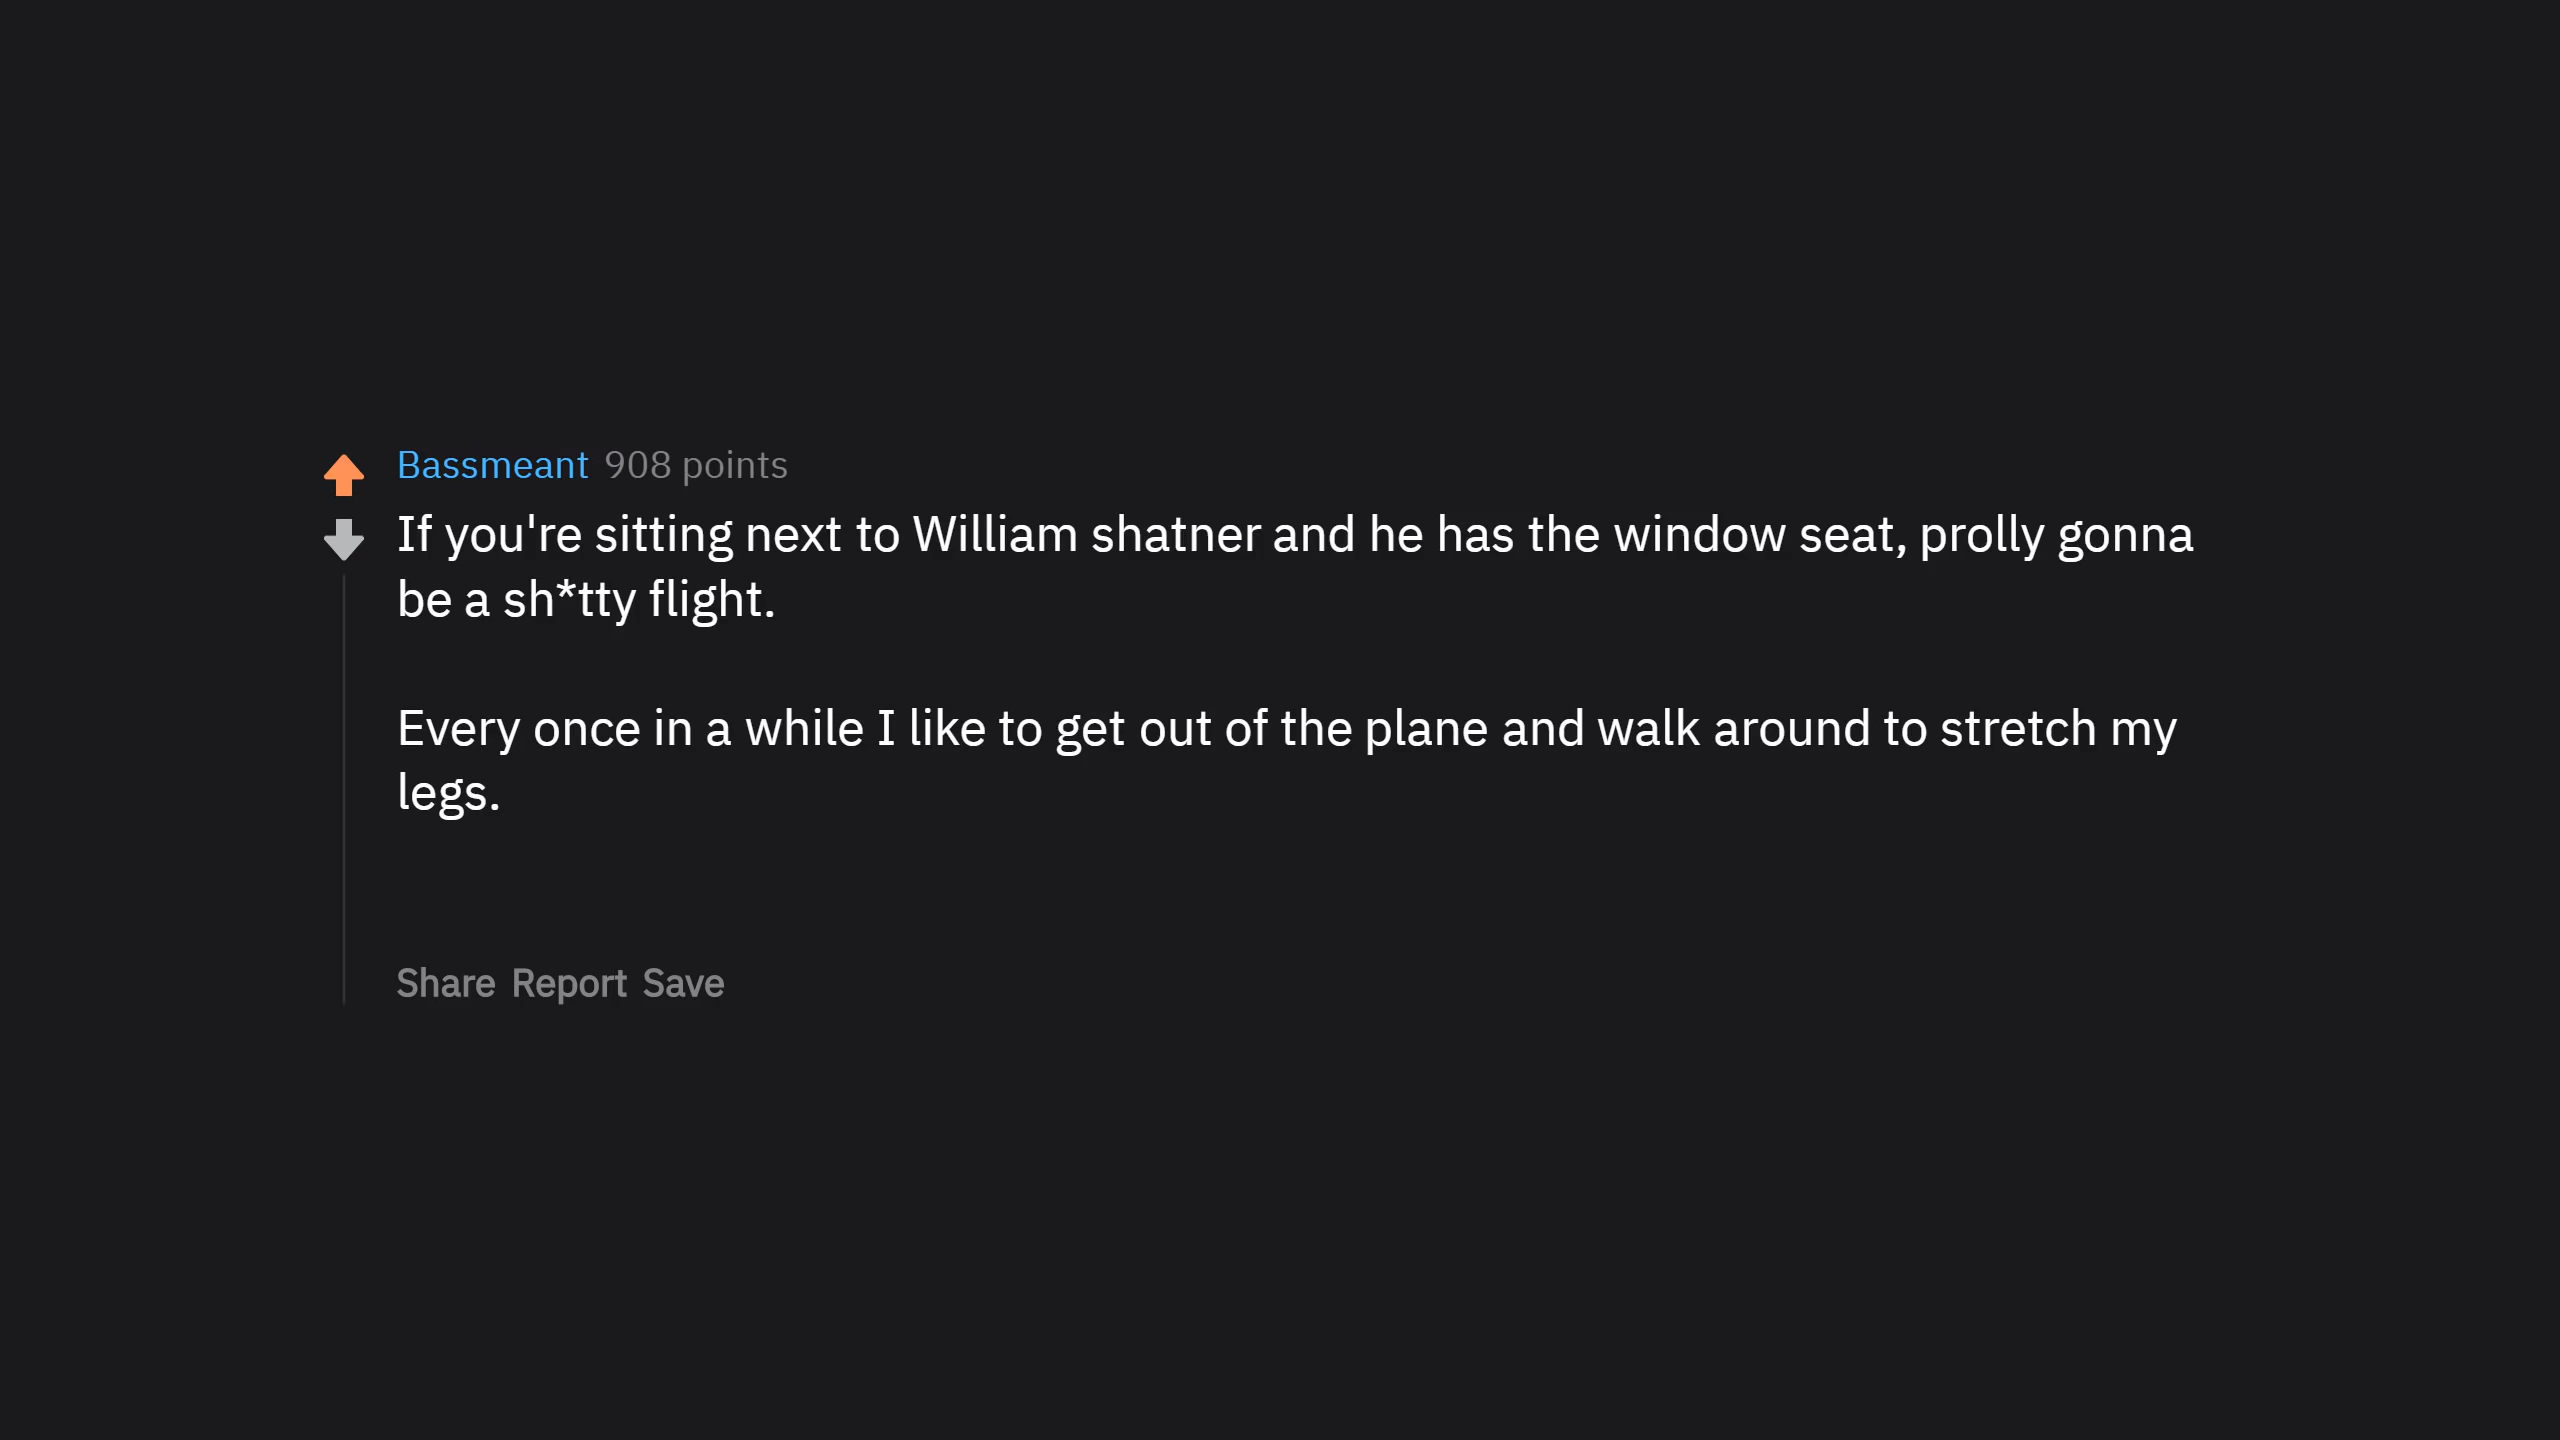 Bassmeant 908 points
If you're sitting next to William shatner and he has the window seat, prolly gonna
be a sh*tty flight.
Every once in a while I like to get out of the plane and walk around to stretch my
legs.
Share Report Save